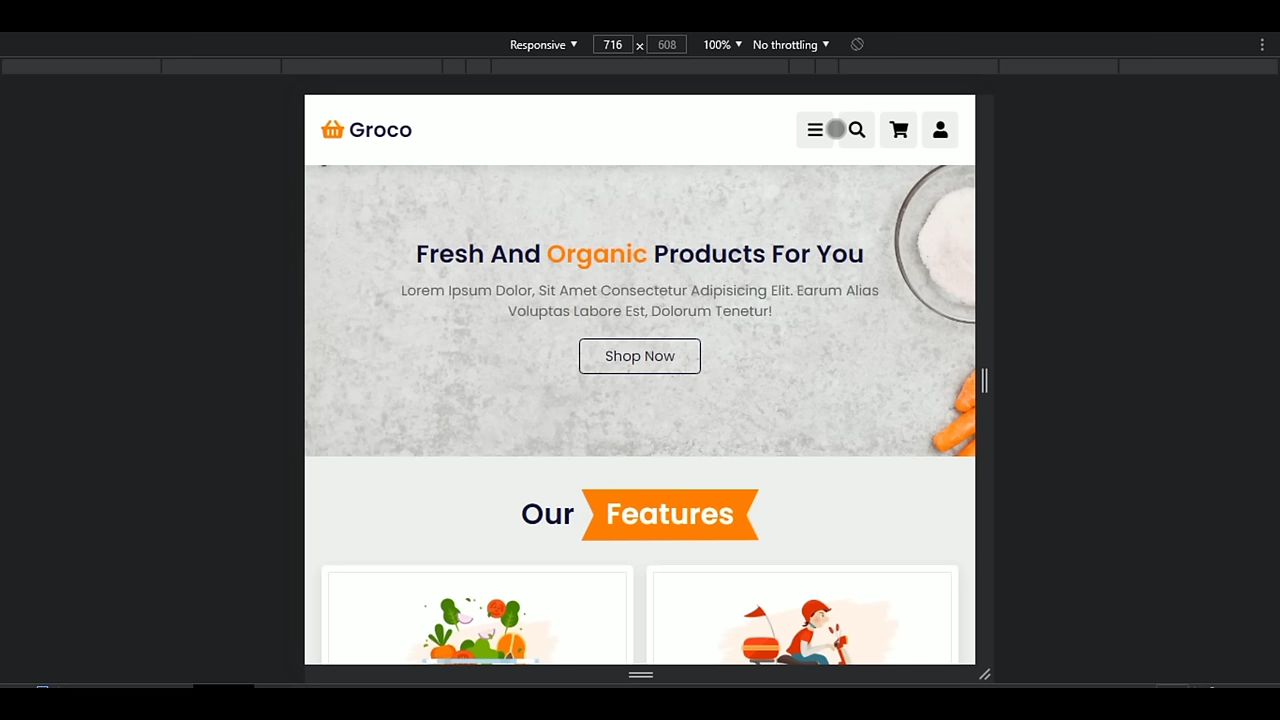 Responsive 716 × 608 100% No throttling
Groco
Fresh And Organic Products For You
Lorem Ipsum Dolor, Sit Amet Consectetur Adipisicing Elit. Earum Alias
Voluptas Labore Est, Dolorum Tenetur!
Shop Now
Our Features